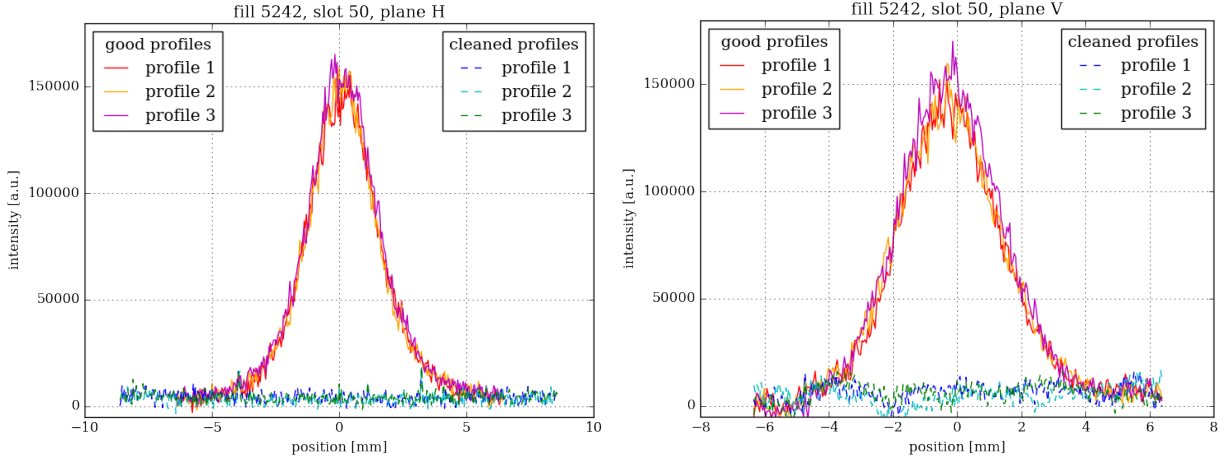 fill 5242, slot 50, plane H
good profiles
profile 1
profile 2
profile 3
cleaned profiles
profile 1
profile 2
profile 3
intensity [a.u.]
150000
100000
50000
0
−10
−5
0
5
10
position [mm]
fill 5242, slot 50, plane V
good profiles
profile 1
profile 2
profile 3
cleaned profiles
profile 1
profile 2
profile 3
intensity [a.u.]
150000
100000
50000
0
−8
−6
−4
−2
0
2
4
6
8
position [mm]